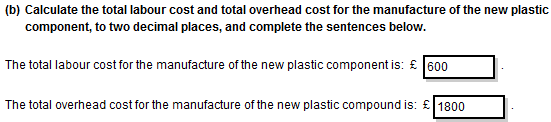 (b) Calculate the total labour cost and total overhead cost for the manufacture of the new plastic
component, to two decimal places, and complete the sentences below.
The total labour cost for the manufacture of the new plastic component is: £ 600 .
The total overhead cost for the manufacture of the new plastic compound is: £ 1800 .